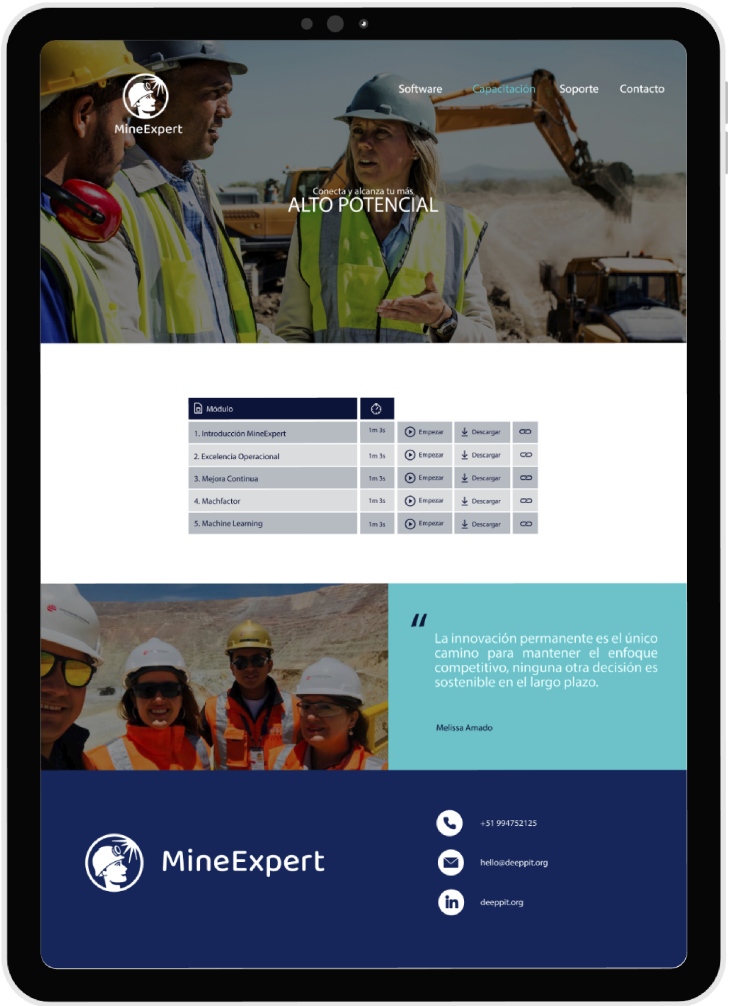 MineExpert
Software Capacitación Soporte Contacto
Conecta y alcanza tu más
ALTO POTENCIAL
Módulo
1. Introducción MineExpert 1m 3s Empezar Descargar
2. Excelencia Operacional 1m 3s Empezar Descargar
3. Mejora Continua 1m 3s Empezar Descargar
4. Machfactor 1m 3s Empezar Descargar
5. Machine Learning 1m 3s Empezar Descargar
“
La innovación permanente es el único
camino para mantener el enfoque
competitivo, ninguna otra decisión es
sostenible en el largo plazo.
Melissa Amado
MineExpert
+51 994752125
hello@deeppit.org
in deeppit.org